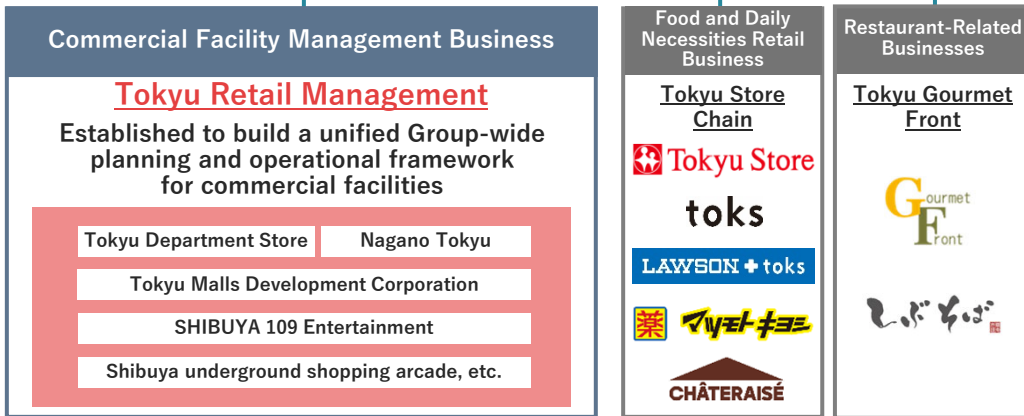 Commercial Facility Management Business
Tokyu Retail Management
Established to build a unified Group-wide
planning and operational framework
for commercial facilities
Tokyu Department Store
Nagano Tokyu
Tokyu Malls Development Corporation
SHIBUYA 109 Entertainment
Shibuya underground shopping arcade, etc.
Food and Daily
Necessities Retail
Business
Tokyu Store
Chain
Tokyu Store
toks
LAWSON + toks
薬 マツモトキヨシ
CHÂTERAISÉ
Restaurant-Related
Businesses
Tokyu Gourmet
Front
Gourmet
Front
しぶそば